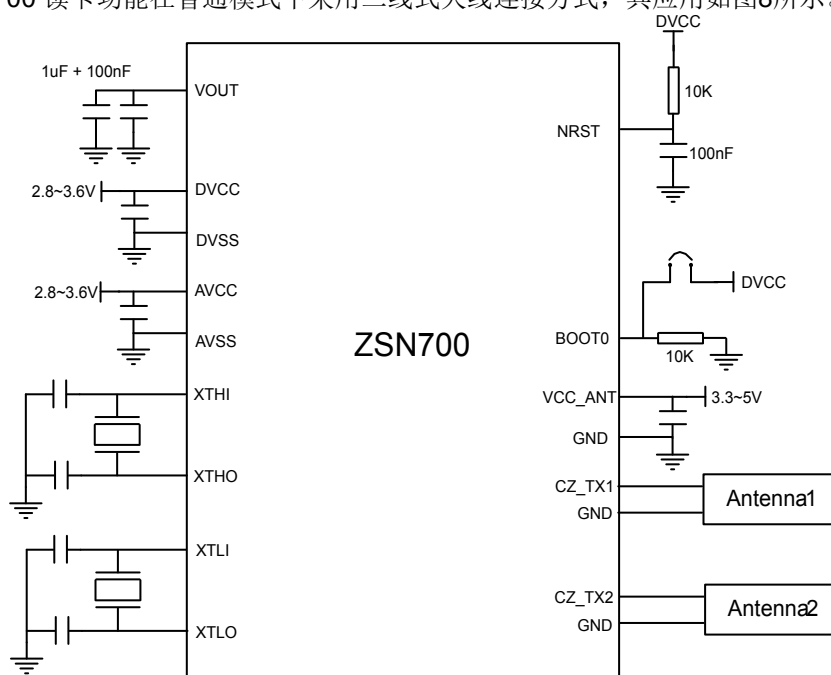 00 读卡功能在普通模式下采用二线式天线连接方式，其应用如图8所示。
DVCC
1uF + 100nF
VOUT
10K
NRST
100nF
2.8~3.6V
DVCC
DVSS
2.8~3.6V
AVCC
AVSS
DVCC
ZSN700
BOOT0
10K
XTHI
VCC_ANT
3.3~5V
GND
XTHO
CZ_TX1
GND
Antenna1
XTLI
CZ_TX2
GND
Antenna2
XTLO